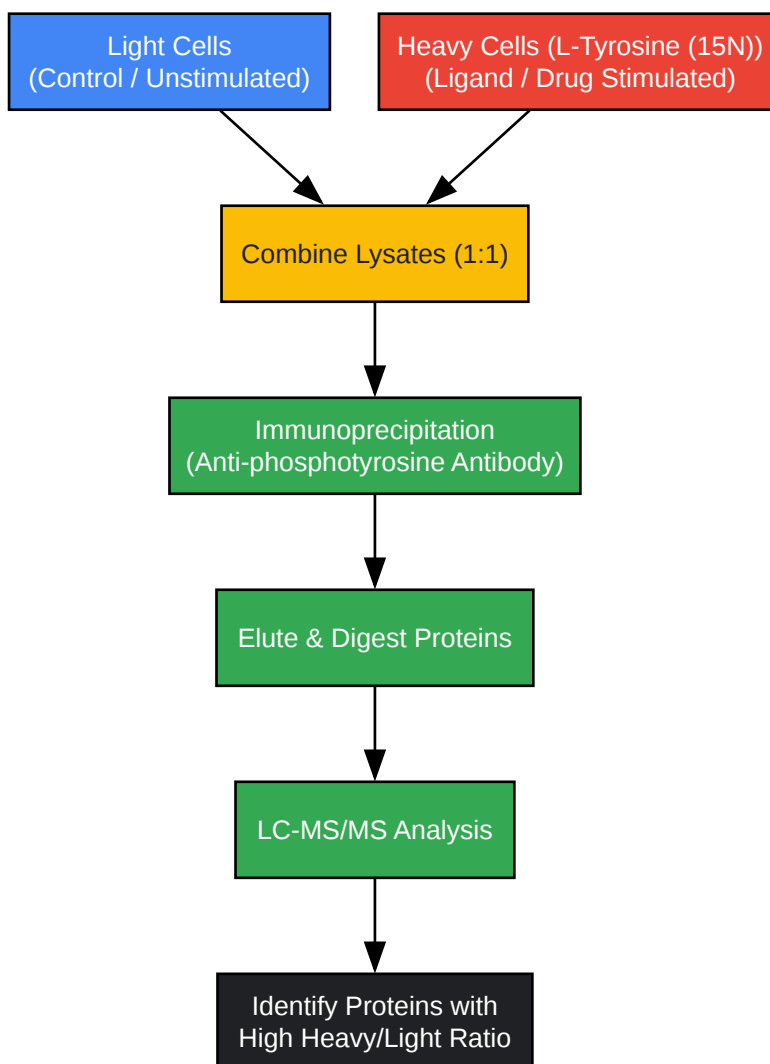 Light Cells
(Control / Unstimulated)
Heavy Cells (L-Tyrosine (15N))
(Ligand / Drug Stimulated)
Combine Lysates (1:1)
Immunoprecipitation
(Anti-phosphotyrosine Antibody)
Elute & Digest Proteins
LC-MS/MS Analysis
Identify Proteins with
High Heavy/Light Ratio